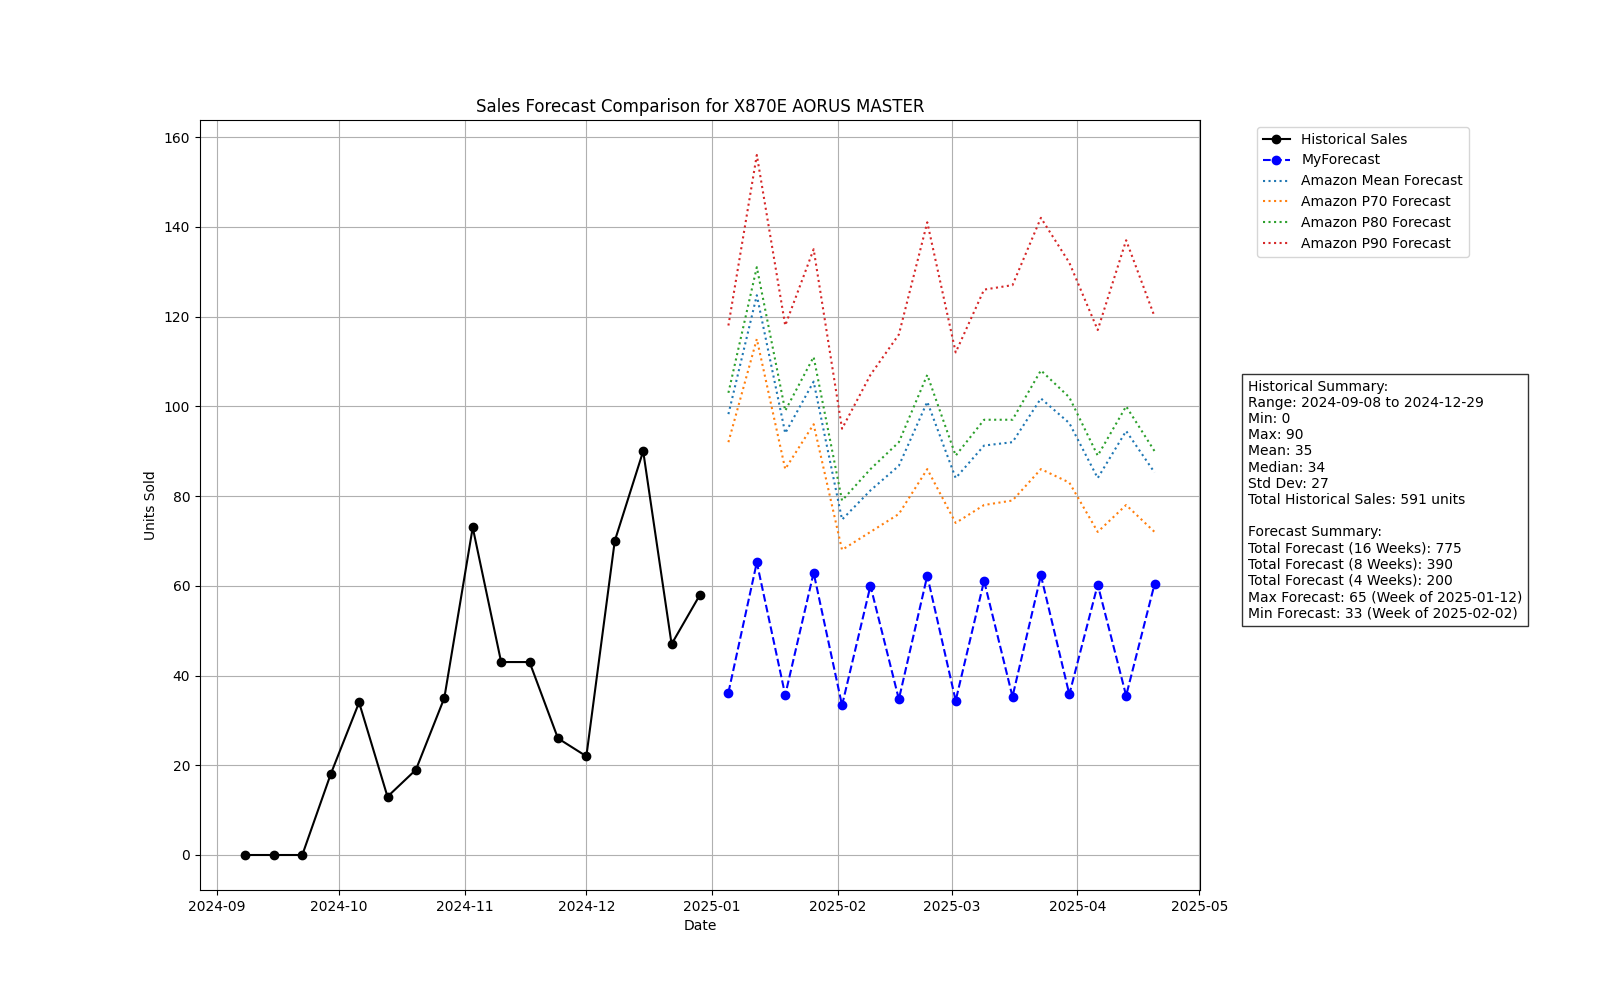 Sales Forecast Comparison for X870E AORUS MASTER
160
140
120
100
80
60
40
20
0
Units Sold
2024-09
2024-10
2024-11
2024-12
2025-01
2025-02
2025-03
2025-04
2025-05
Date
Historical Sales
MyForecast
Amazon Mean Forecast
Amazon P70 Forecast
Amazon P80 Forecast
Amazon P90 Forecast
Historical Summary:
Range: 2024-09-08 to 2024-12-29
Min: 0
Max: 90
Mean: 35
Median: 34
Std Dev: 27
Total Historical Sales: 591 units
Forecast Summary:
Total Forecast (16 Weeks): 775
Total Forecast (8 Weeks): 390
Total Forecast (4 Weeks): 200
Max Forecast: 65 (Week of 2025-01-12)
Min Forecast: 33 (Week of 2025-02-02)